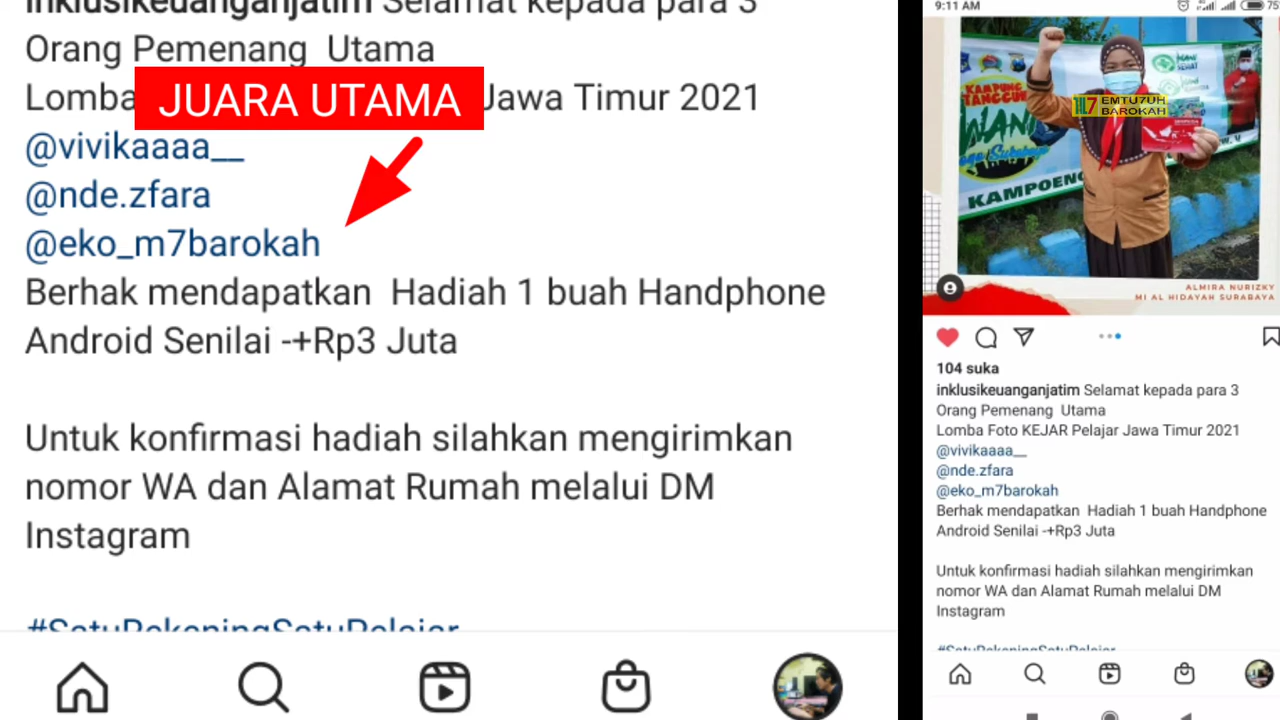 inklusikeuanganjatim Selamat kepada para 3
Orang Pemenang Utama
Lomba JUARA UTAMA Jawa Timur 2021
@vivikaaaa__
@nde.zfara
@eko_m7barokah
Berhak mendapatkan Hadiah 1 buah Handphone
Android Senilai -+Rp3 Juta
Untuk konfirmasi hadiah silahkan mengirimkan
nomor WA dan Alamat Rumah melalui DM
Instagram
#SatuRekeningSatuPelajar
9:11 AM
75
KAMPUNG
TANGGUH
WANI
SEHAT
EMTU7UH
BAROKAH
KAMPOENG
ALMIRA NURIZKY
MI AL HIDAYAH SURABAYA
104 suka
inklusikeuanganjatim Selamat kepada para 3
Orang Pemenang Utama
Lomba Foto KEJAR Pelajar Jawa Timur 2021
@vivikaaaa__
@nde.zfara
@eko_m7barokah
Berhak mendapatkan Hadiah 1 buah Handphone
Android Senilai -+Rp3 Juta
Untuk konfirmasi hadiah silahkan mengirimkan
nomor WA dan Alamat Rumah melalui DM
Instagram
#SatuRekeningSatuPelajar